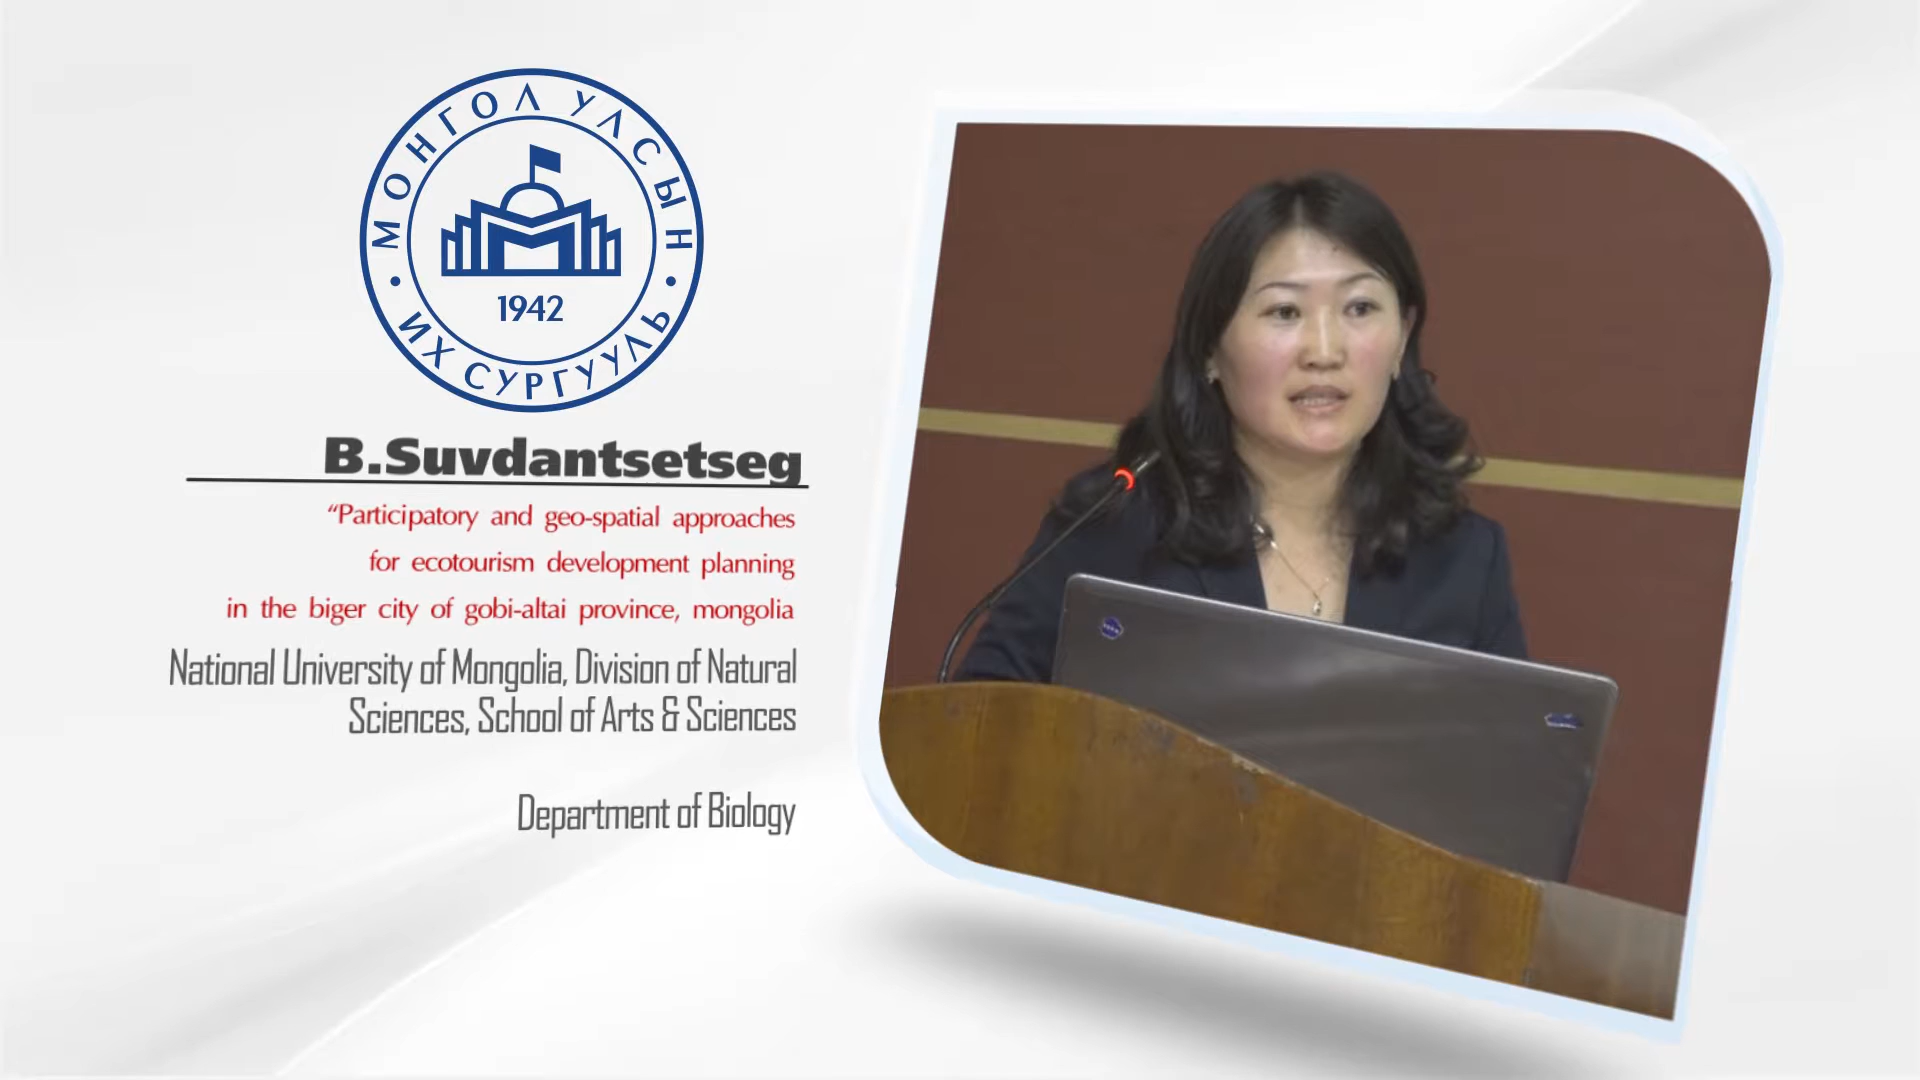 МОНГОЛ УЛСЫН
ИХ СУРГУУЛЬ
1942
B.Suvdantsetseg
“Participatory and geo-spatial approaches
for ecotourism development planning
in the biger city of gobi-altai province, mongolia
National University of Mongolia, Division of Natural
Sciences, School of Arts & Sciences
Department of Biology